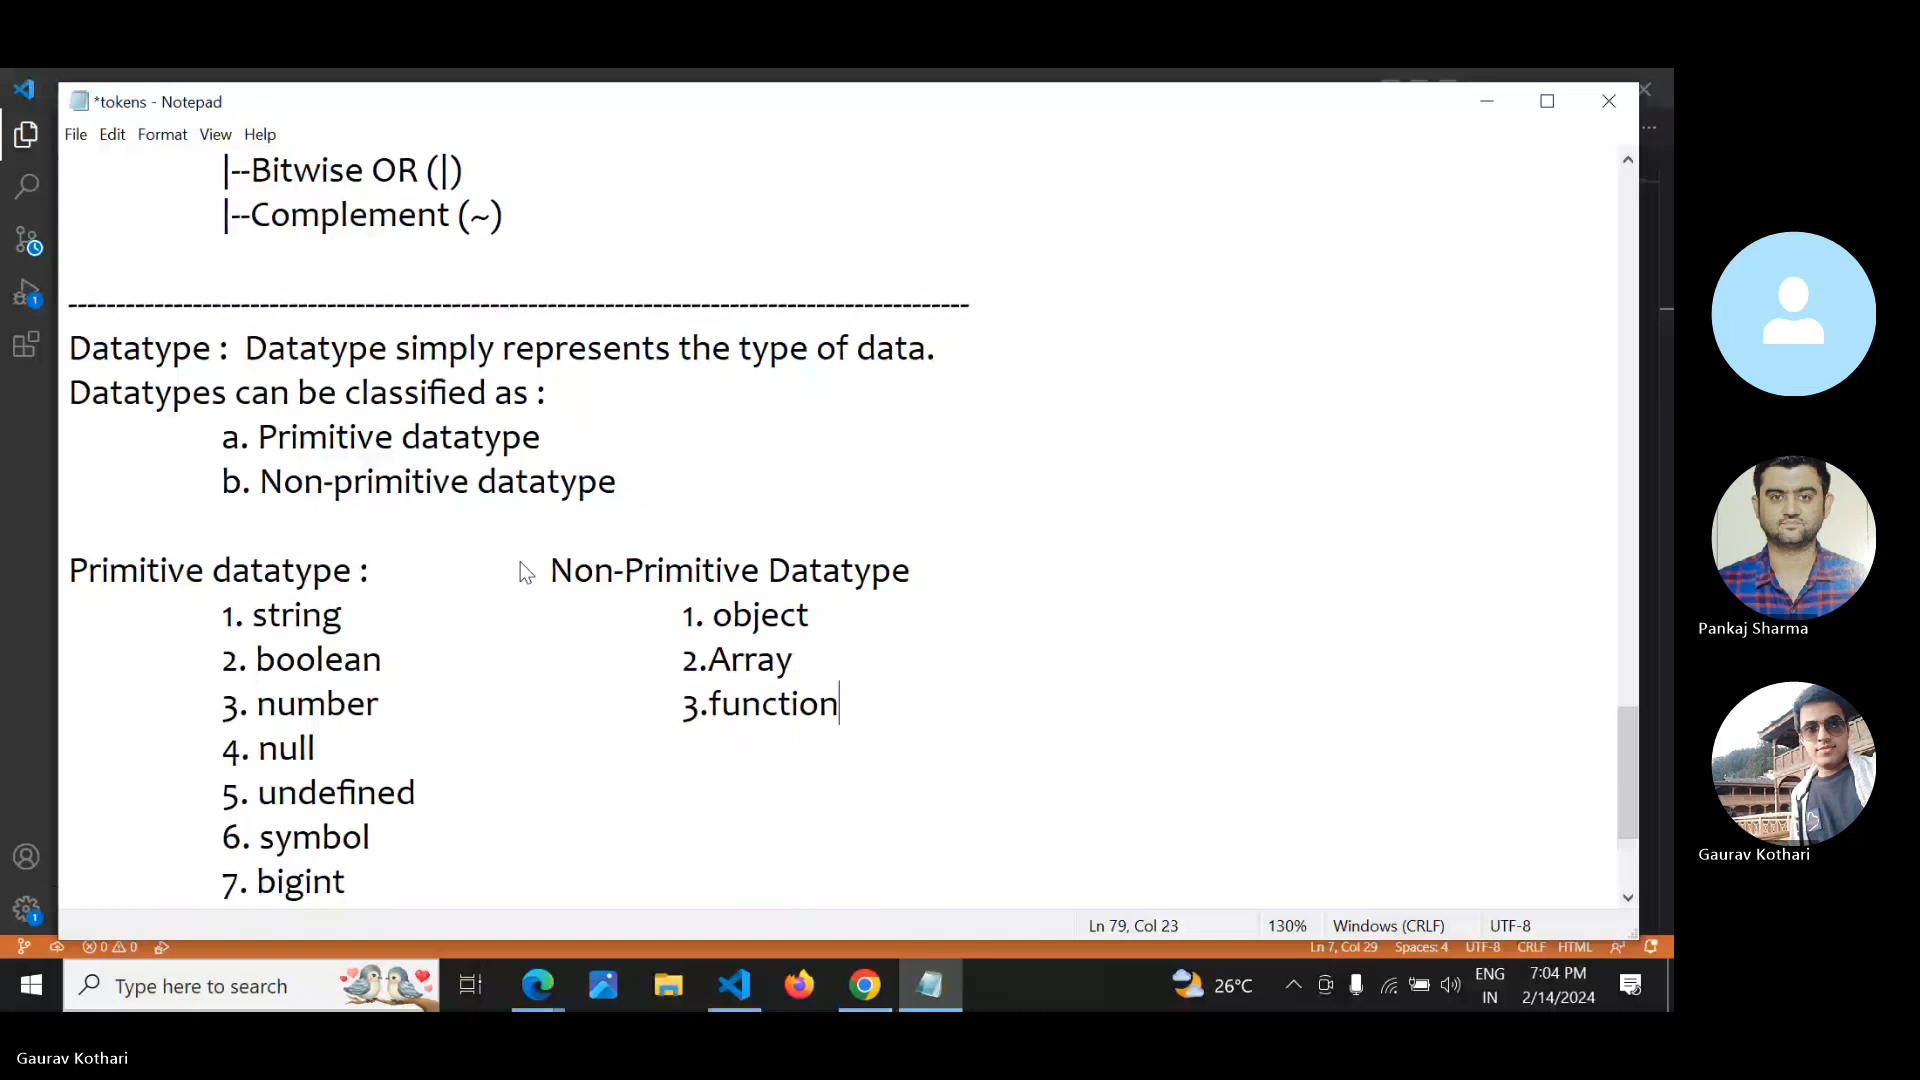 *tokens - Notepad
File Edit Format View Help
|--Bitwise OR (|)
|--Complement (~)
------------------------------------------------------------------------------------------
Datatype : Datatype simply represents the type of data.
Datatypes can be classified as :
a. Primitive datatype
b. Non-primitive datatype
Primitive datatype : Non-Primitive Datatype
1. string 1. object
2. boolean 2.Array
3. number 3.function
4. null
5. undefined
6. symbol
7. bigint
Ln 79, Col 23 130% Windows (CRLF) UTF-8
0 0 Ln 7, Col 29 Spaces: 4 UTF-8 CRLF HTML
1
1
Type here to search 26°C ENG IN 7:04 PM 2/14/2024
Pankaj Sharma
Gaurav Kothari
Gaurav Kothari